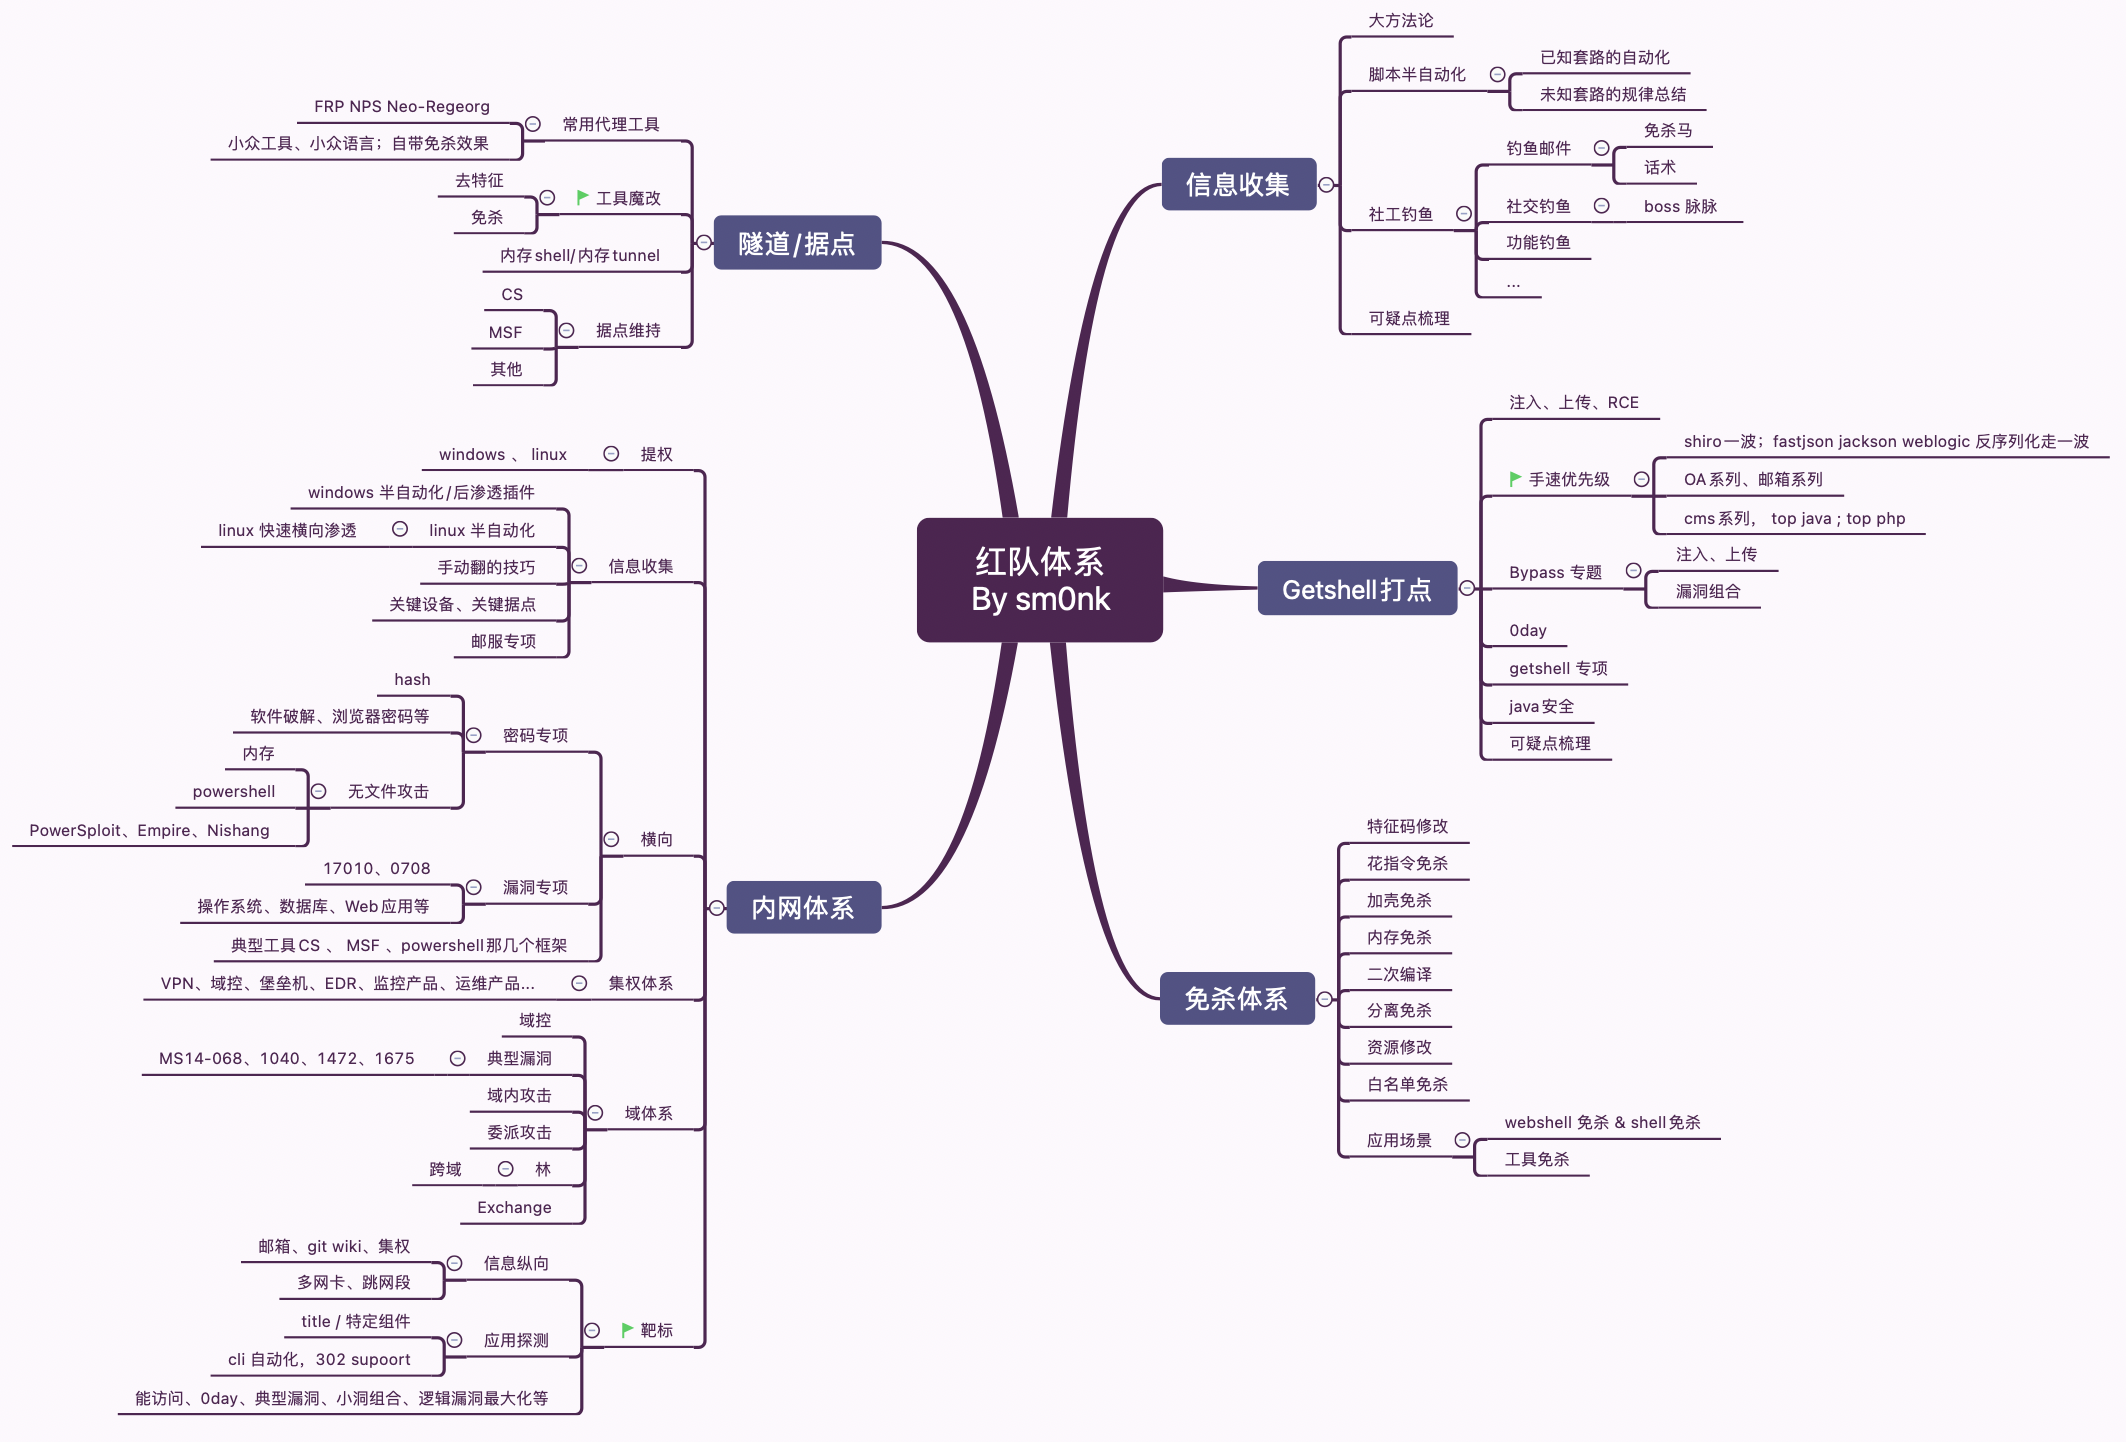 红队体系
By sm0nk
信息收集
大方法论
脚本半自动化
已知套路的自动化
未知套路的规律总结
社工钓鱼
钓鱼邮件
免杀马
话术
社交钓鱼
boss 脉脉
功能钓鱼
...
可疑点梳理
Getshell打点
注入、上传、RCE
手速优先级
shiro一波；fastjson jackson weblogic 反序列化走一波
OA系列、邮箱系列
cms系列， top java ; top php
Bypass 专题
注入、上传
漏洞组合
0day
getshell 专项
java安全
可疑点梳理
免杀体系
特征码修改
花指令免杀
加壳免杀
内存免杀
二次编译
分离免杀
资源修改
白名单免杀
应用场景
webshell 免杀 & shell免杀
工具免杀
隧道/据点
常用代理工具
FRP NPS Neo-Regeorg
小众工具、小众语言；自带免杀效果
工具魔改
去特征
免杀
内存shell/内存tunnel
据点维持
CS
MSF
其他
内网体系
提权
windows 、 linux
信息收集
windows 半自动化/后渗透插件
linux 半自动化
linux 快速横向渗透
手动翻的技巧
关键设备、关键据点
邮服专项
横向
密码专项
hash
软件破解、浏览器密码等
无文件攻击
内存
powershell
PowerSploit、Empire、Nishang
漏洞专项
17010、0708
操作系统、数据库、Web应用等
典型工具CS 、 MSF 、powershell那几个框架
集权体系
VPN、域控、堡垒机、EDR、监控产品、运维产品...
域体系
域控
典型漏洞
MS14-068、1040、1472、1675
域内攻击
委派攻击
林
跨域
Exchange
靶标
信息纵向
邮箱、git wiki、集权
多网卡、跳网段
应用探测
title / 特定组件
cli 自动化，302 supoort
能访问、0day、典型漏洞、小洞组合、逻辑漏洞最大化等